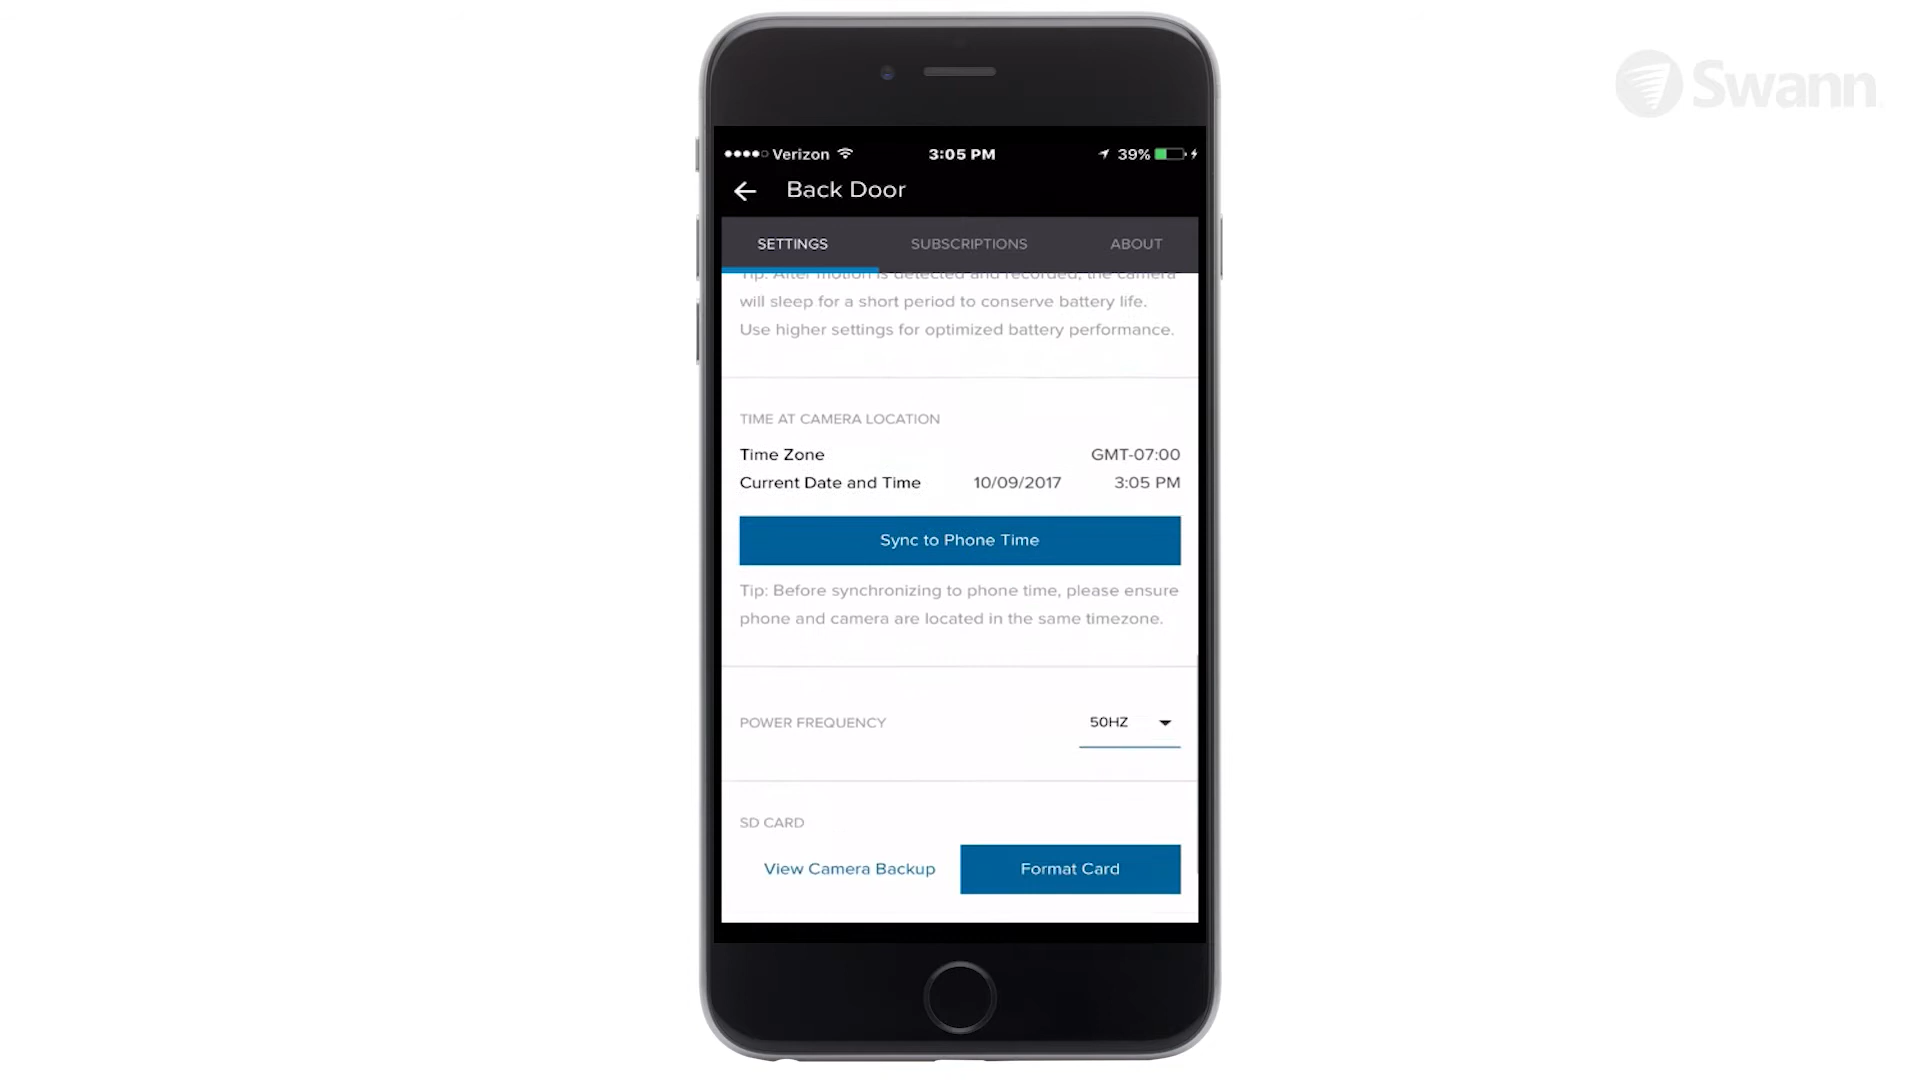 Swann
Verizon 3:05 PM 39%
Back Door
SETTINGS SUBSCRIPTIONS ABOUT
Tip: After motion is detected and recorded, the camera
will sleep for a short period to conserve battery life.
Use higher settings for optimized battery performance.
TIME AT CAMERA LOCATION
Time Zone GMT-07:00
Current Date and Time 10/09/2017 3:05 PM
Sync to Phone Time
Tip: Before synchronizing to phone time, please ensure
phone and camera are located in the same timezone.
POWER FREQUENCY 50HZ
SD CARD
View Camera Backup Format Card